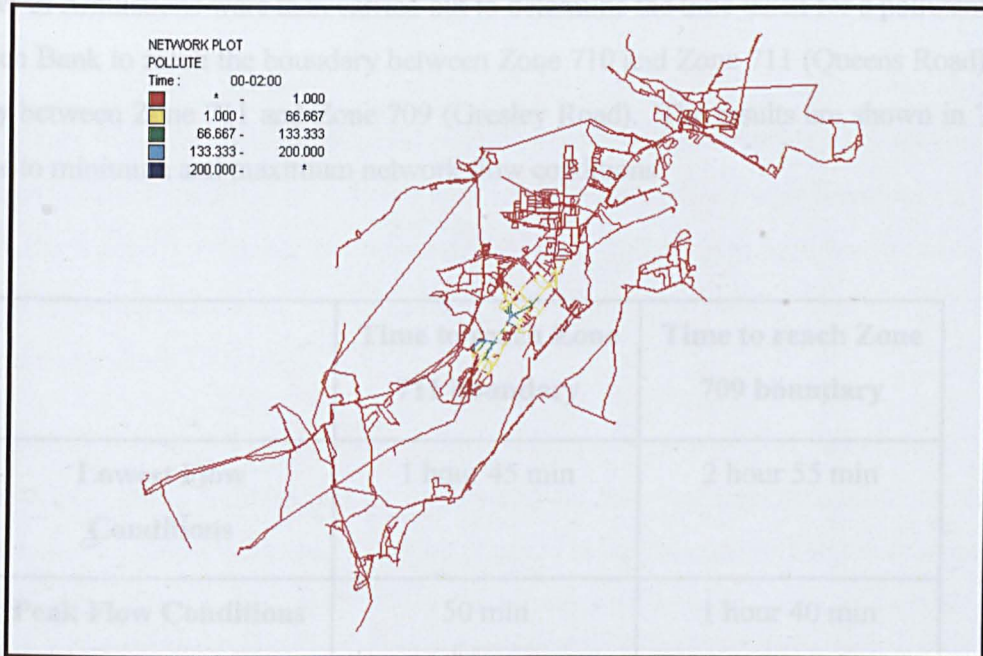 NETWORK PLOT
POLLUTE
Time : 00-02:00
* 1.000
1.000 - 66.667
66.667 - 133.333
133.333 - 200.000
200.000 - *
Bank to the boundary between Zone 710 and Zone 711 (Queens Road)
between Zone 711 and Zone 709 (Gresley Road). results are shown in
to minimum and maximum network flow
Time to reach Zone Time to reach Zone
711 boundary 709 boundary
Lowest Flow 1 hour 45 min 2 hour 55 min
Conditions
Peak Flow Conditions 50 min 1 hour 40 min